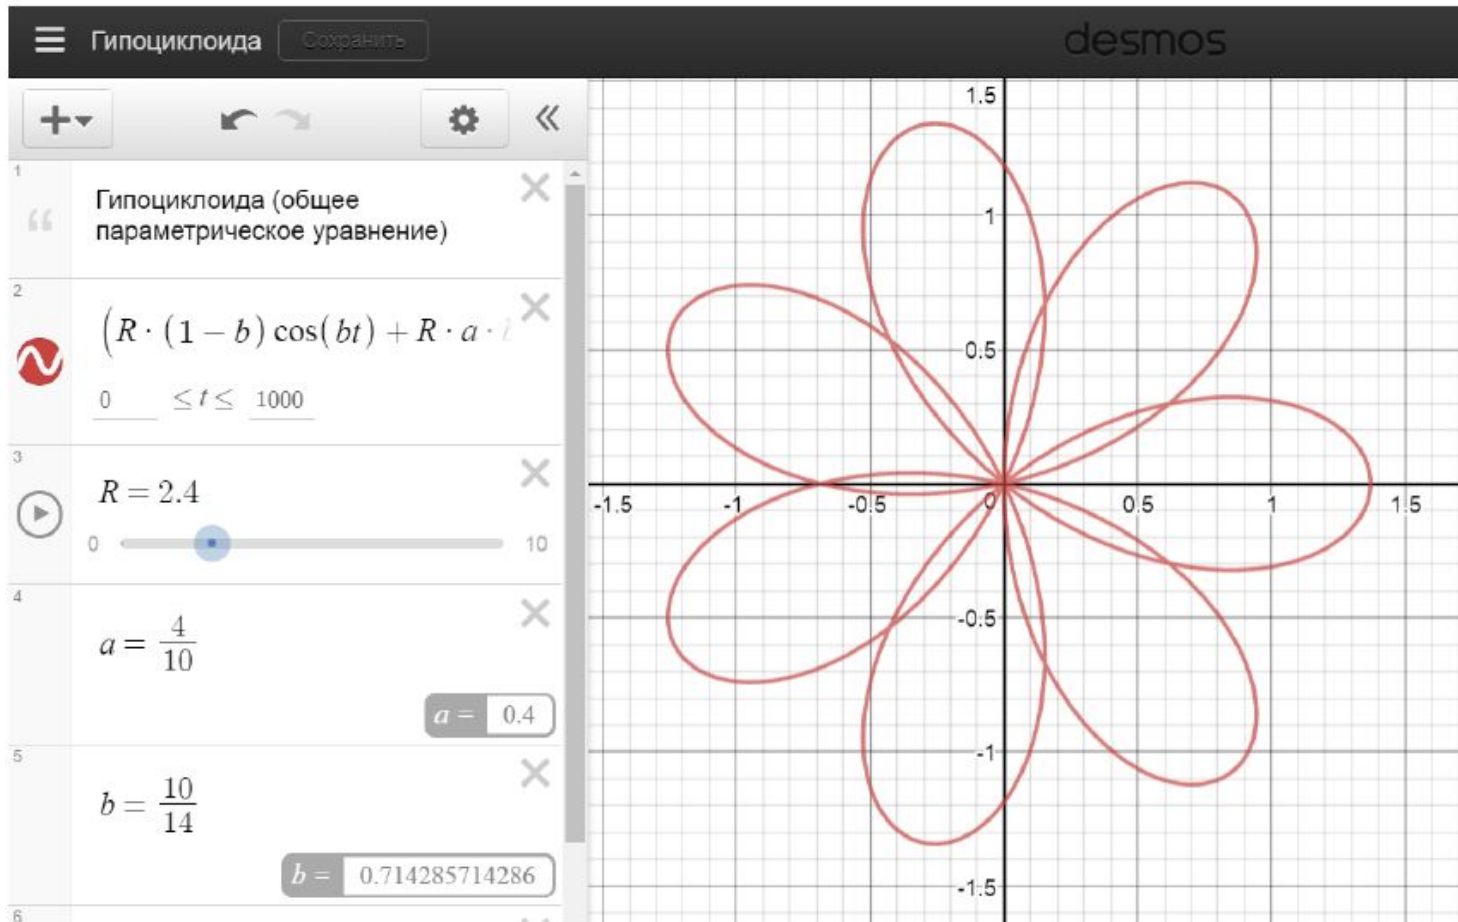 Гипоциклоида Сохранить desmos
1
Гипоциклоида (общее
параметрическое уравнение)
2
(R · (1 − b) cos(bt) + R · a ·
0 ≤ t ≤ 1000
3
R = 2.4
0 10
4
a = 4/10
a = 0.4
5
b = 10/14
b = 0.714285714286
6
1.5
1
0.5
-1.5 -1 -0.5 0 0.5 1 1.5
-0.5
-1
-1.5